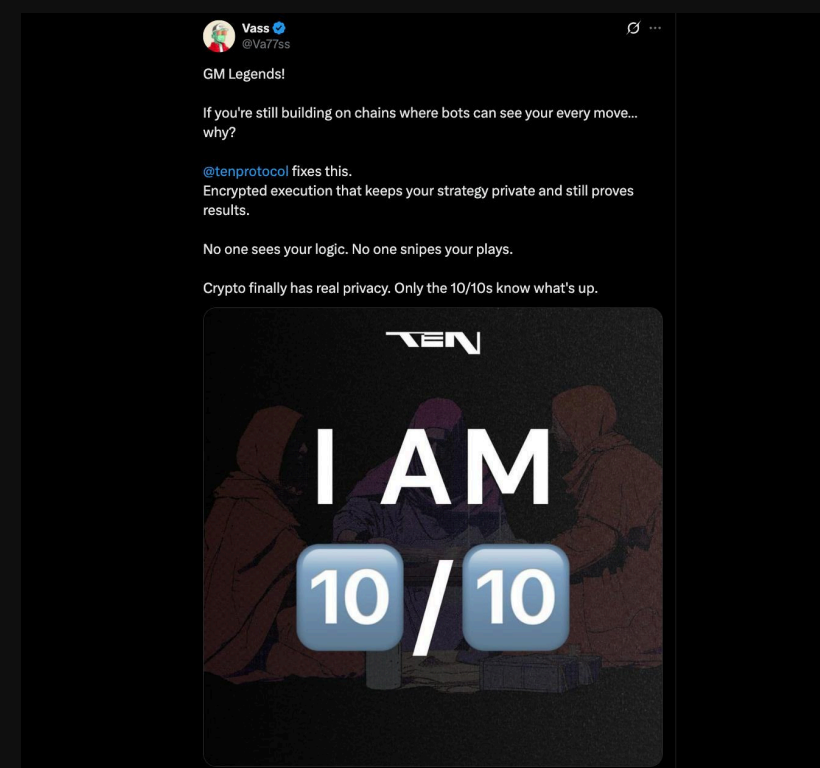 Vass
@Va77ss
GM Legends!
If you're still building on chains where bots can see your every move...
why?
@tenprotocol fixes this.
Encrypted execution that keeps your strategy private and still proves
results.
No one sees your logic. No one snipes your plays.
Crypto finally has real privacy. Only the 10/10s know what's up.
TEN
I AM
10/10